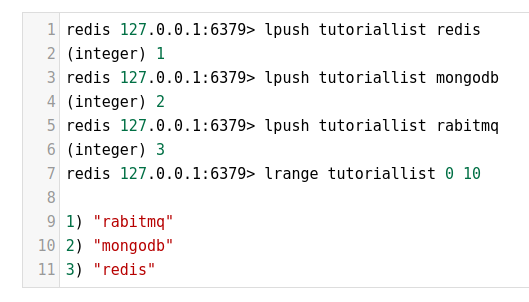 1 redis 127.0.0.1:6379> lpush tutoriallist redis
2 (integer) 1
3 redis 127.0.0.1:6379> lpush tutoriallist mongodb
4 (integer) 2
5 redis 127.0.0.1:6379> lpush tutoriallist rabitmq
6 (integer) 3
7 redis 127.0.0.1:6379> lrange tutoriallist 0 10
8
9 1) "rabitmq"
10 2) "mongodb"
11 3) "redis"